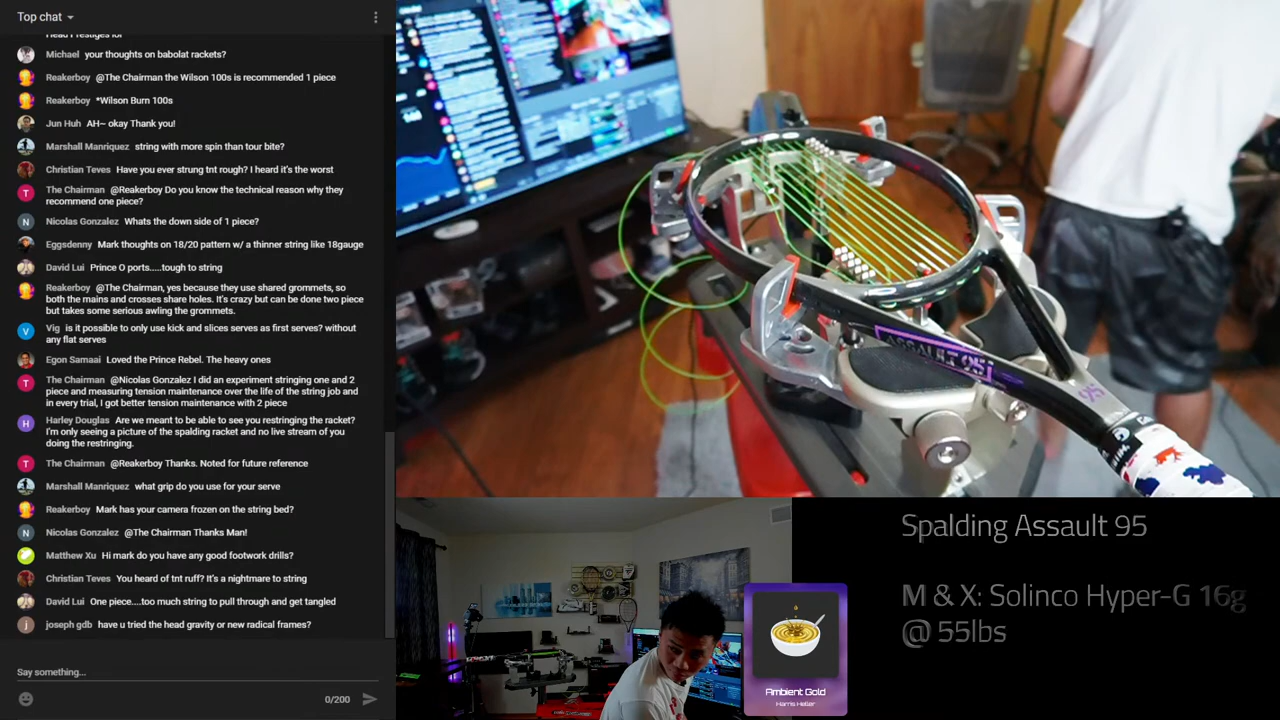 Top chat
Head Prestiges for
Michael your thoughts on babolat rackets?
Reakerboy @The Chairman the Wilson 100s is recommended 1 piece
Reakerboy *Wilson Burn 100s
Jun Huh AH~ okay Thank you!
Marshall Manriquez string with more spin than tour bite?
Christian Teves Have you ever strung tnt rough? I heard it's the worst
T
The Chairman @Reakerboy Do you know the technical reason why they
recommend one piece?
N
Nicolas Gonzalez Whats the down side of 1 piece?
Eggsdenny Mark thoughts on 18/20 pattern w/ a thinner string like 18gauge
David Lui Prince O ports.....tough to string
Reakerboy @The Chairman, yes because they use shared grommets, so
both the mains and crosses share holes. It's crazy but can be done two piece
but takes some serious awling the grommets.
V
Vig is it possible to only use kick and slices serves as first serves? without
any flat serves
Egon Samaai Loved the Prince Rebel. The heavy ones
T
The Chairman @Nicolas Gonzalez I did an experiment stringing one and 2
piece and measuring tension maintenance over the life of the string job and
in every trial, I got better tension maintenance with 2 piece
H
Harley Douglas Are we meant to be able to see you restringing the racket?
I'm only seeing a picture of the spalding racket and no live stream of you
doing the restringing.
T
The Chairman @Reakerboy Thanks. Noted for future reference
Marshall Manriquez what grip do you use for your serve
Reakerboy Mark has your camera frozen on the string bed?
N
Nicolas Gonzalez @The Chairman Thanks Man!
Matthew Xu Hi mark do you have any good footwork drills?
Christian Teves You heard of tnt ruff? It's a nightmare to string
David Lui One piece....too much string to pull through and get tangled
j
joseph gdb have u tried the head gravity or new radical frames?
Say something...
0/200
ASSAULT 95
95
Ambient Gold
Harris Heller
Spalding Assault 95
M & X: Solinco Hyper-G 16g
@ 55lbs